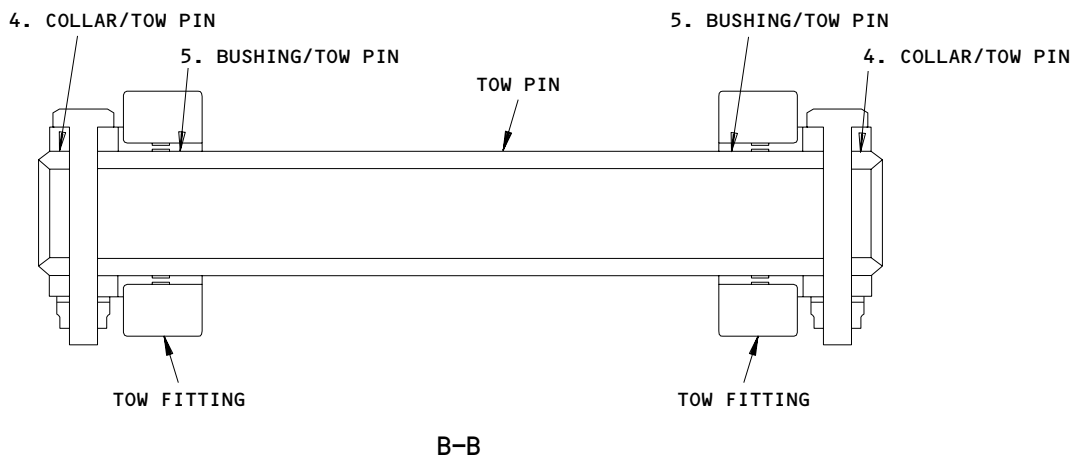 4. COLLAR/TOW PIN
5. BUSHING/TOW PIN
5. BUSHING/TOW PIN
4. COLLAR/TOW PIN
TOW PIN
TOW FITTING
TOW FITTING
B-B